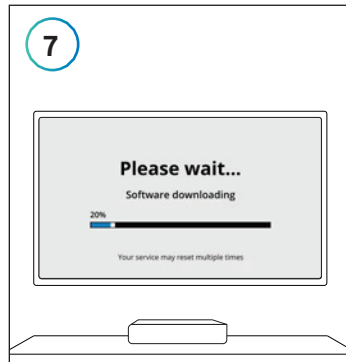 7
Please wait...
Software downloading
20%
Your service may reset multiple times